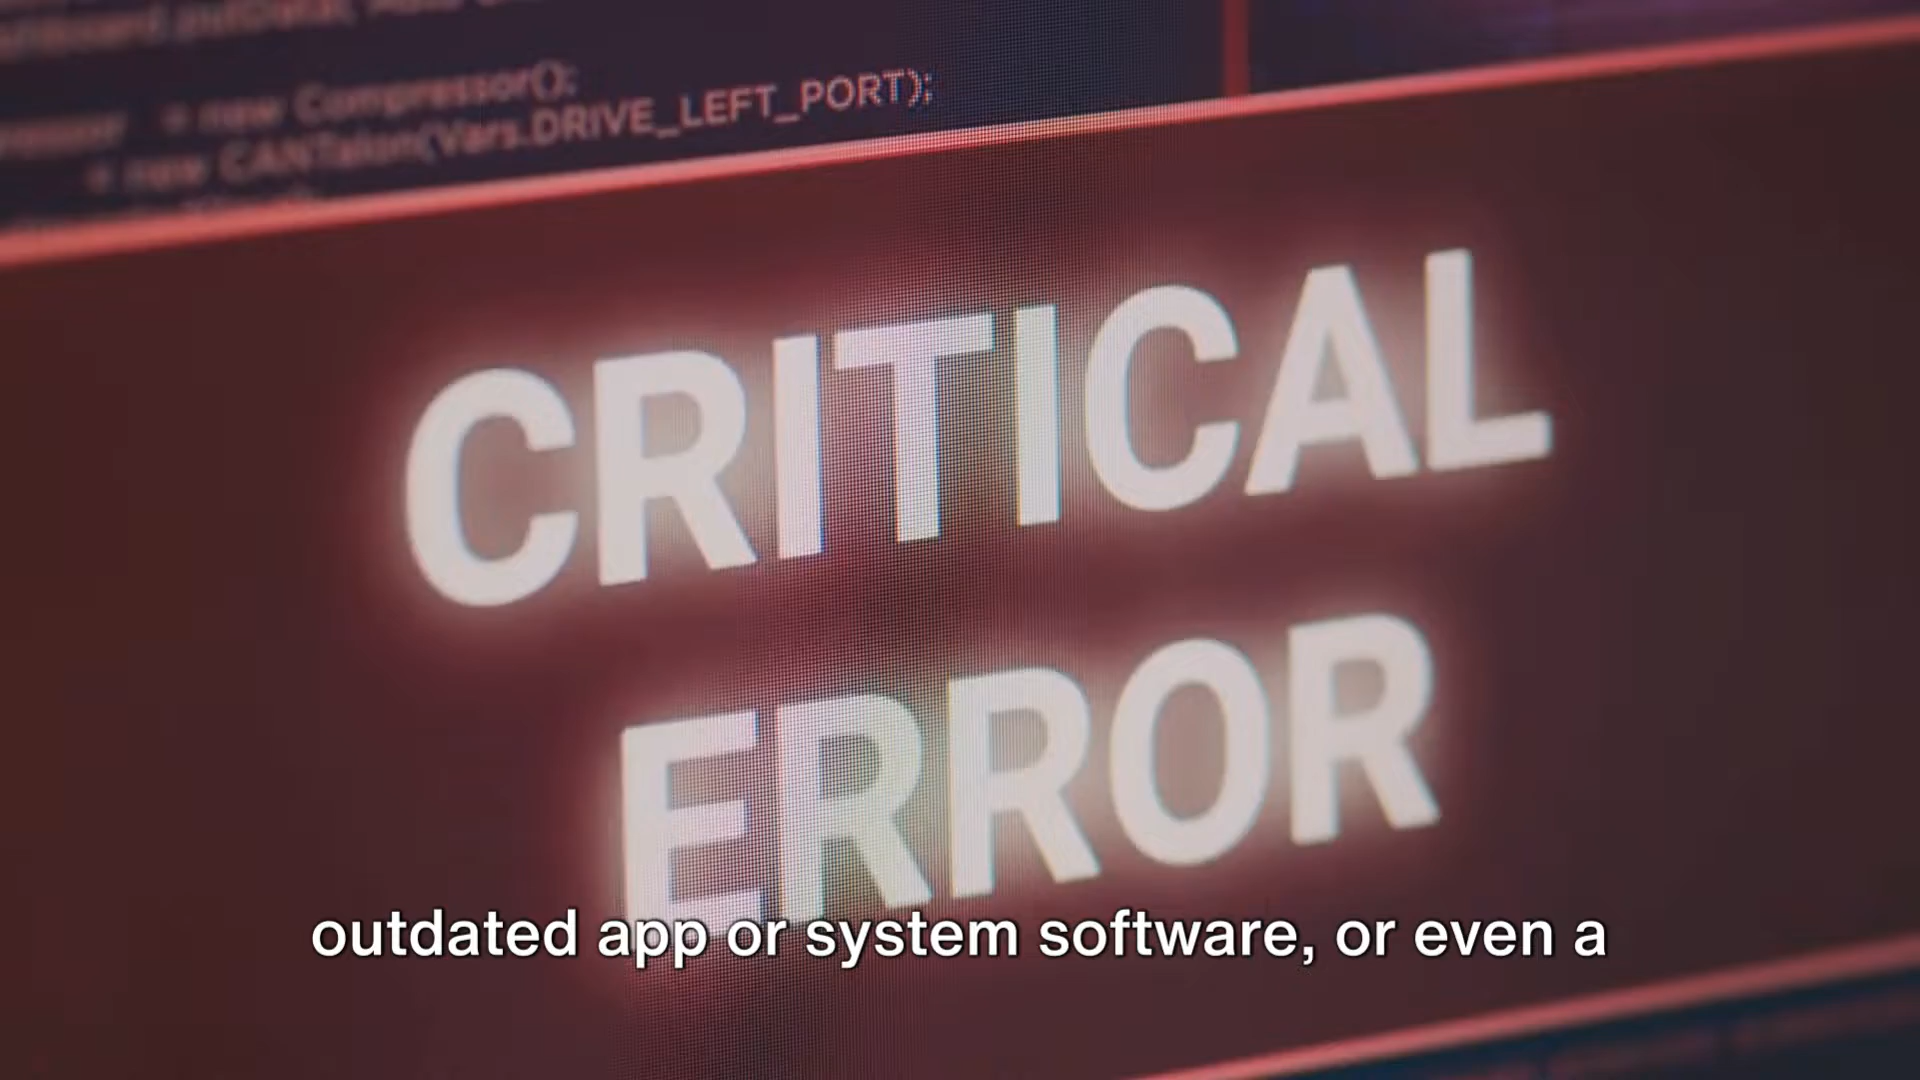 = new Compressor();
= new CANTalon(Vars.DRIVE_LEFT_PORT);
CRITICAL
ERROR
outdated app or system software, or even a